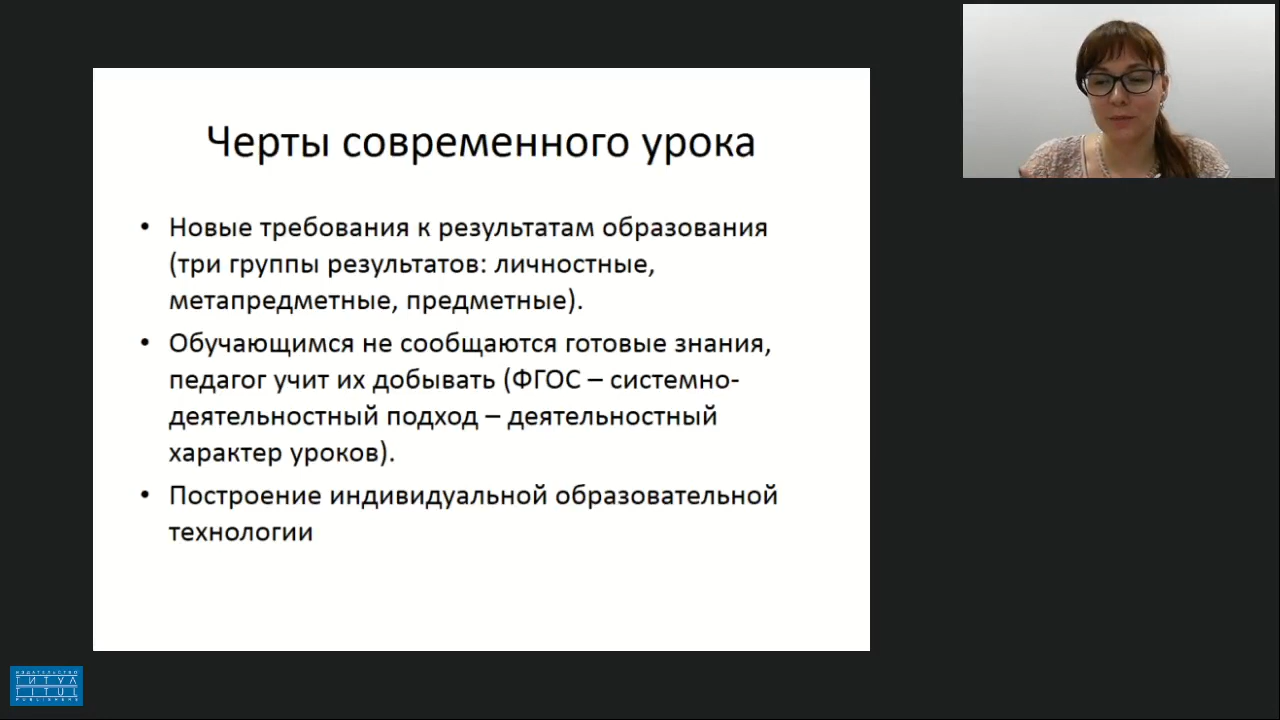 Черты современного урока
• Новые требования к результатам образования
(три группы результатов: личностные,
метапредметные, предметные).
• Обучающимся не сообщаются готовые знания,
педагог учит их добывать (ФГОС – системно-
деятельностный подход – деятельностный
характер уроков).
• Построение индивидуальной образовательной
технологии
ИЗДАТЕЛЬСТВО
ТИТУЛ
TITUL
PUBLISHERS